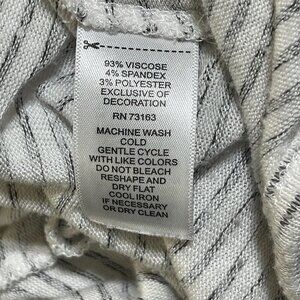 93% VISCOSE
4% SPANDEX
3% POLYESTER
EXCLUSIVE OF
DECORATION
RN 73163
MACHINE WASH
COLD
GENTLE CYCLE
WITH LIKE COLORS
DO NOT BLEACH
RESHAPE AND
DRY FLAT
COOL IRON
IF NECESSARY
OR DRY CLEAN